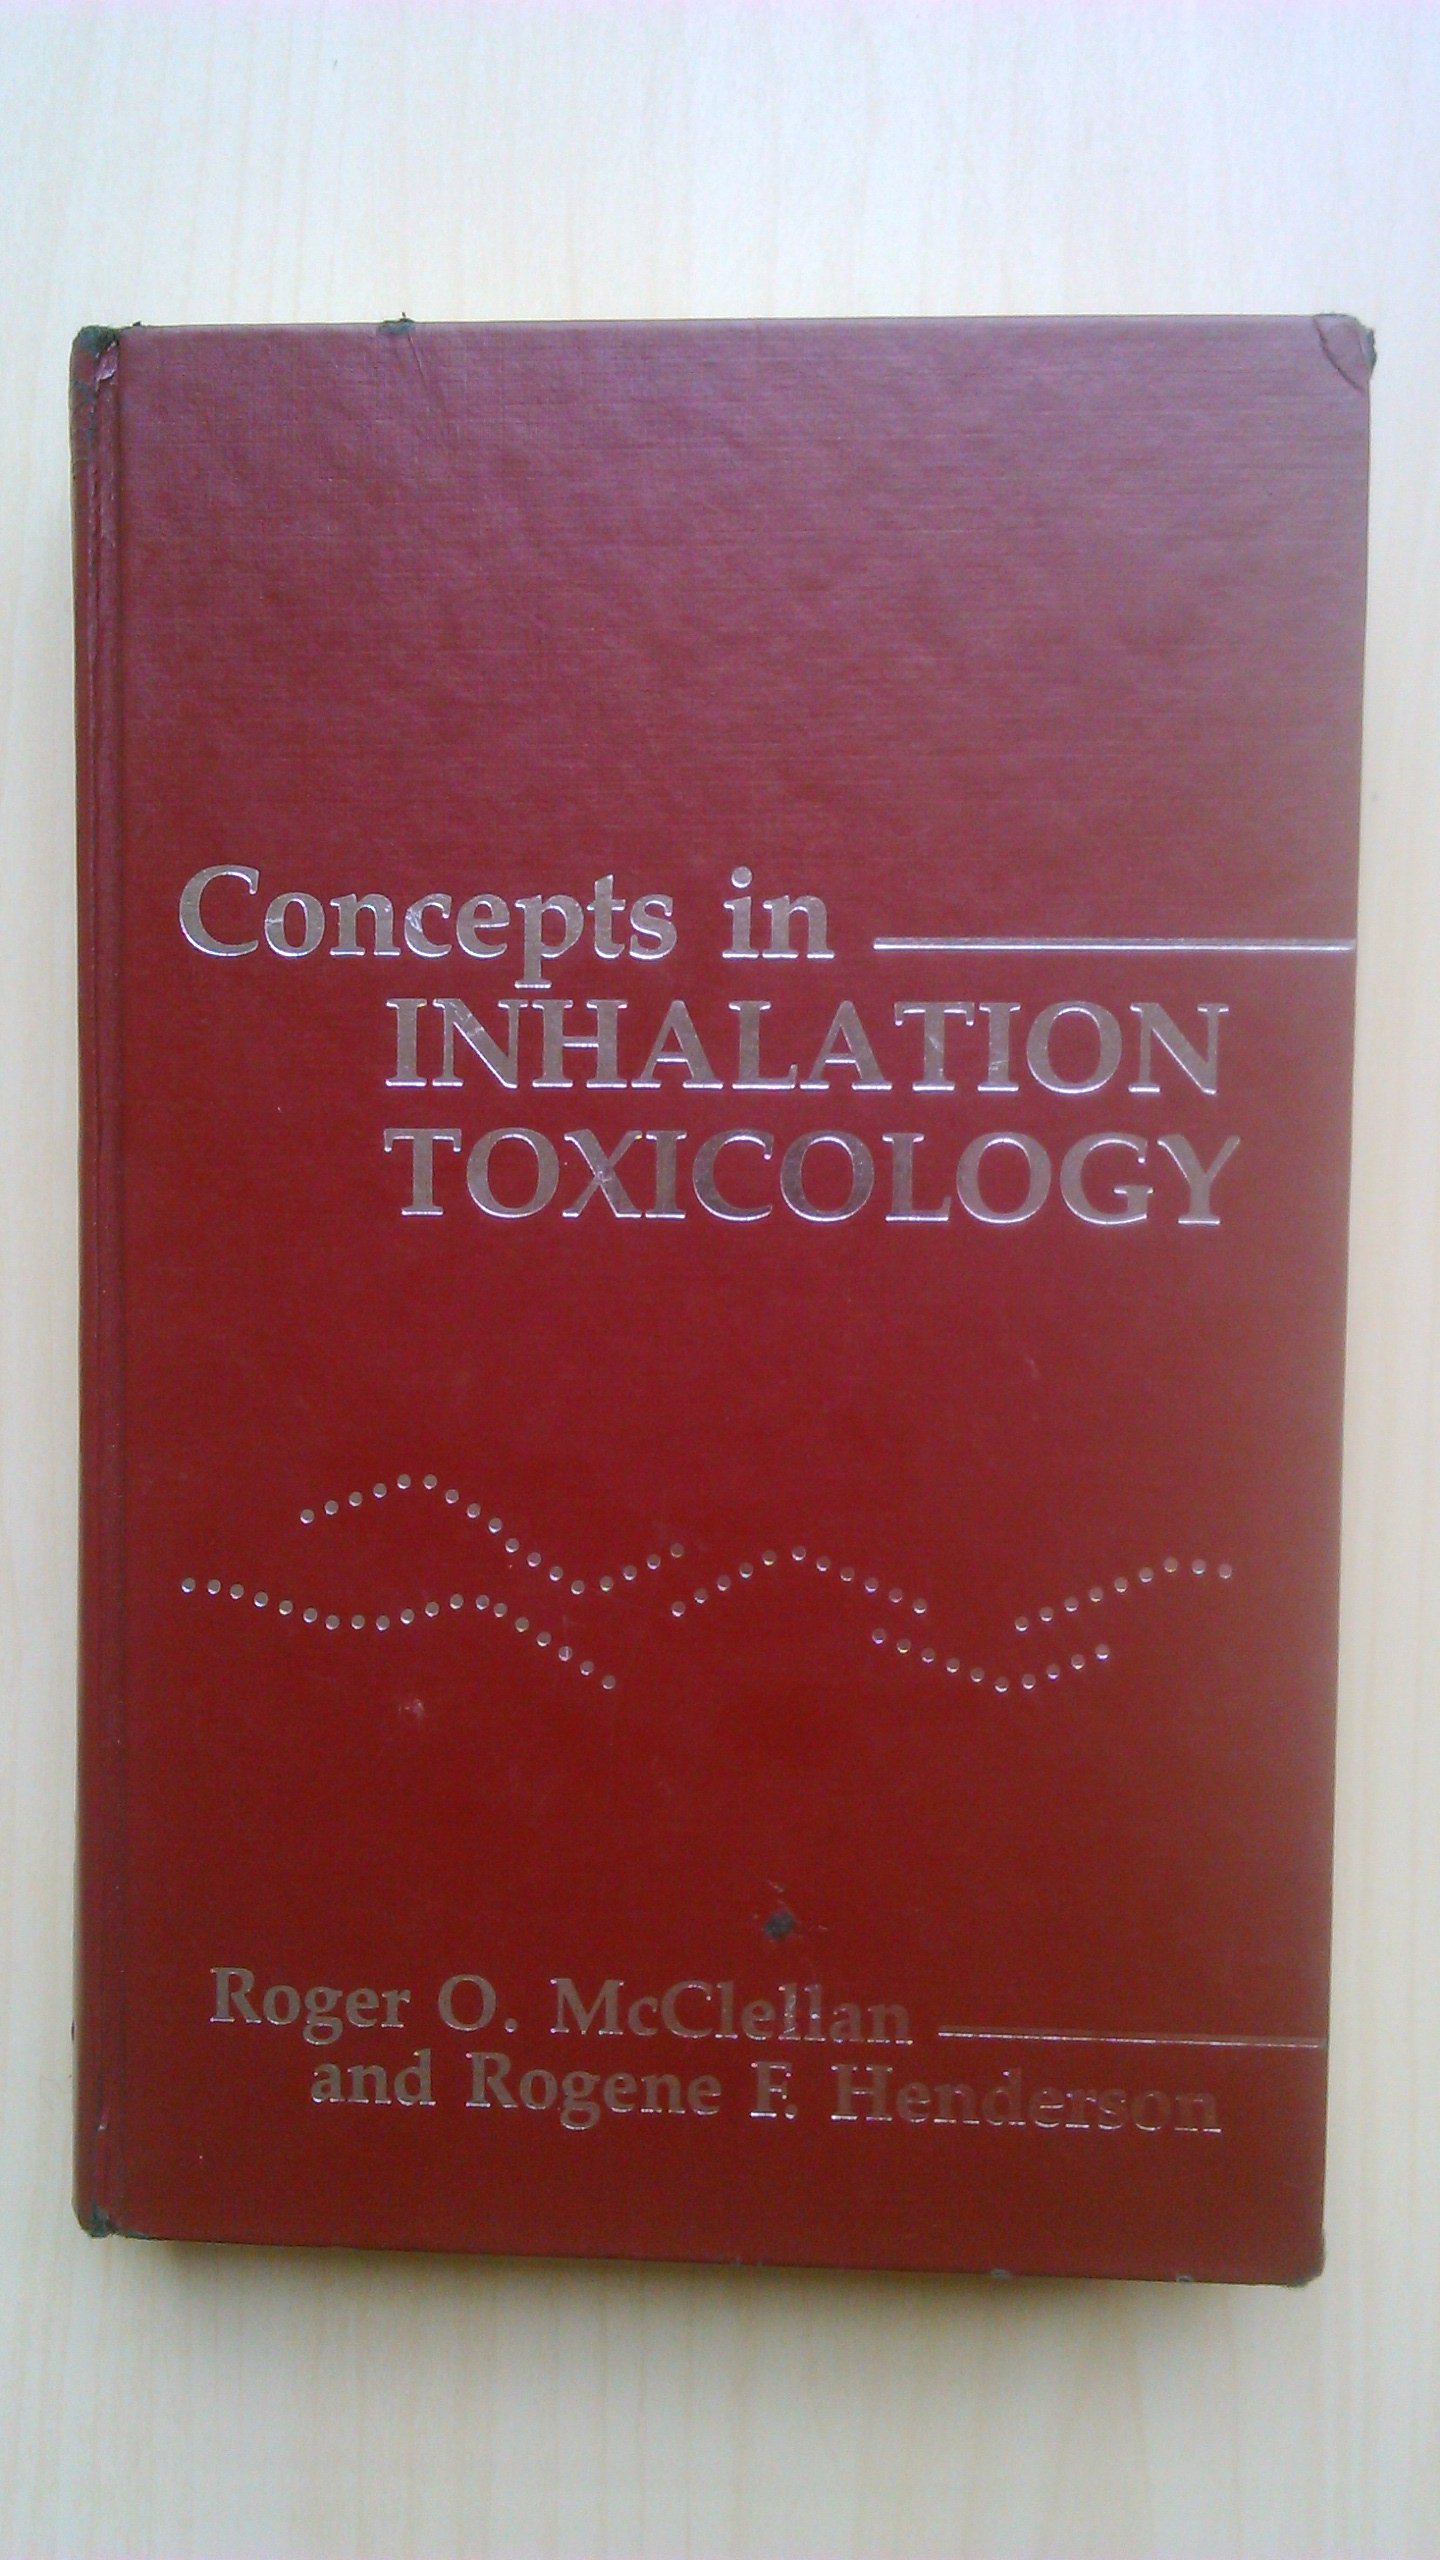 Concepts in
INHALATION
TOXICOLOGY
Roger O. McClellan
and Rogene F. Henderson